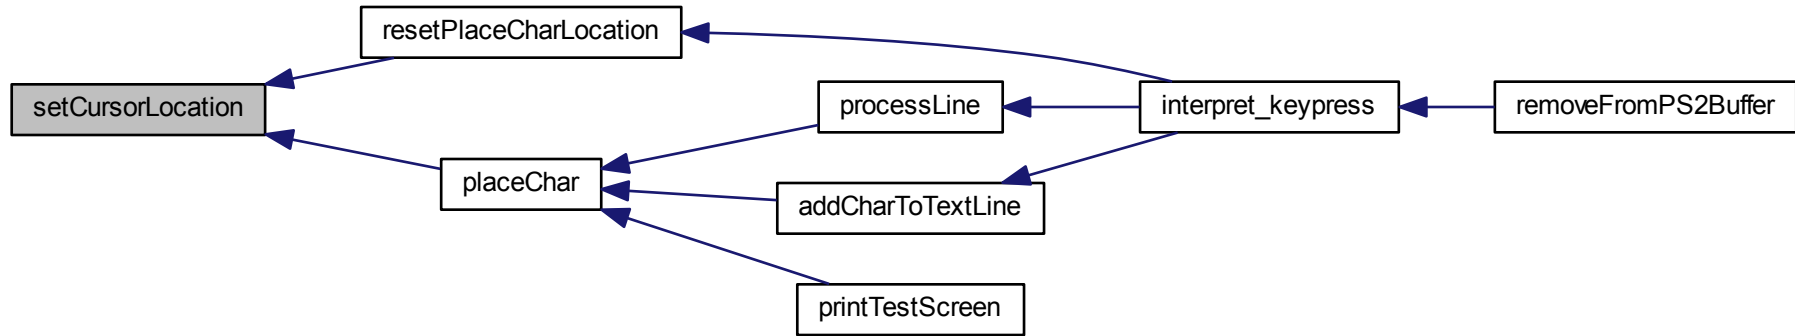 resetPlaceCharLocation
setCursorLocation
processLine
interpret_keypress
removeFromPS2Buffer
placeChar
addCharToTextLine
printTestScreen